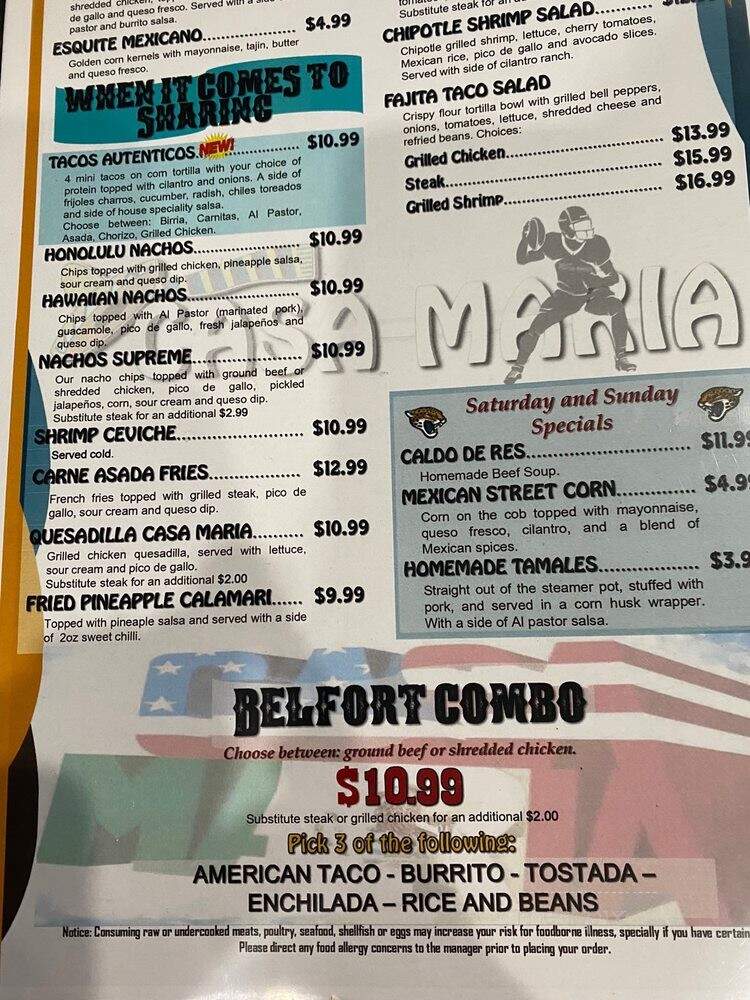 shredded chicken,
de gallo and queso fresco. Served with a side
pastor and burrito salsa.
ESQUITE MEXICANO.................. $4.99
Golden corn kernels with mayonnaise, tajin, butter
and queso fresco.
WHEN IT COMES TO
SHARING
TACOS AUTENTICOS.NEW!............. $10.99
4 mini tacos on corn tortilla with your choice of
protein topped with cilantro and onions. A side of
frijoles charros, cucumber, radish, chiles toreados
and side of house speciality salsa.
Choose between: Birria, Carnitas, Al Pastor,
Asada, Chorizo, Grilled Chicken.
HONOLULU NACHOS....................... $10.99
Chips topped with grilled chicken, pineapple salsa,
sour cream and queso dip.
HAWAIIAN NACHOS......................... $10.99
Chips topped with Al Pastor (marinated pork),
guacamole, pico de gallo, fresh jalapeños and
queso dip.
NACHOS SUPREME....................... $10.99
Our nacho chips topped with ground beef or
shredded chicken, pico de gallo, pickled
jalapeños, corn, sour cream and queso dip.
Substitute steak for an additional $2.99
SHRIMP CEVICHE.......................... $10.99
Served cold.
CARNE ASADA FRIES................... $12.99
French fries topped with grilled steak, pico de
gallo, sour cream and queso dip.
QUESADILLA CASA MARIA.......... $10.99
Grilled chicken quesadilla, served with lettuce,
sour cream and pico de gallo.
Substitute steak for an additional $2.00
FRIED PINEAPPLE CALAMARI...... $9.99
Topped with pineaple salsa and served with a side
of 2oz sweet chilli.
Substitute steak for
CHIPOTLE SHRIMP SALAD.............
Chipotle grilled shrimp, lettuce, cherry tomatoes,
Mexican rice, pico de gallo and avocado slices.
Served with side of cilantro ranch.
FAJITA TACO SALAD
Crispy flour tortilla bowl with grilled bell peppers,
onions, tomatoes, lettuce, shredded cheese and
refried beans. Choices:
Grilled Chicken.................................. $13.99
Steak............................................. $15.99
Grilled Shrimp................................ $16.99
CASA MARIA
Saturday and Sunday
Specials
CALDO DE RES................................. $11.99
Homemade Beef Soup.
MEXICAN STREET CORN............. $4.9
Corn on the cob topped with mayonnaise,
queso fresco, cilantro, and a blend of
Mexican spices.
HOMEMADE TAMALES.................... $3.9
Straight out of the steamer pot, stuffed with
pork, and served in a corn husk wrapper.
With a side of Al pastor salsa.
BELFORT COMBO
Choose between: ground beef or shredded chicken.
$10.99
Substitute steak or grilled chicken for an additional $2.00
Pick 3 of the following:
AMERICAN TACO - BURRITO - TOSTADA –
ENCHILADA – RICE AND BEANS
Notice: Consuming raw or undercooked meats, poultry, seafood, shellfish or eggs may increase your risk for foodborne illness, specially if you have certain
Please direct any food allergy concerns to the manager prior to placing your order.